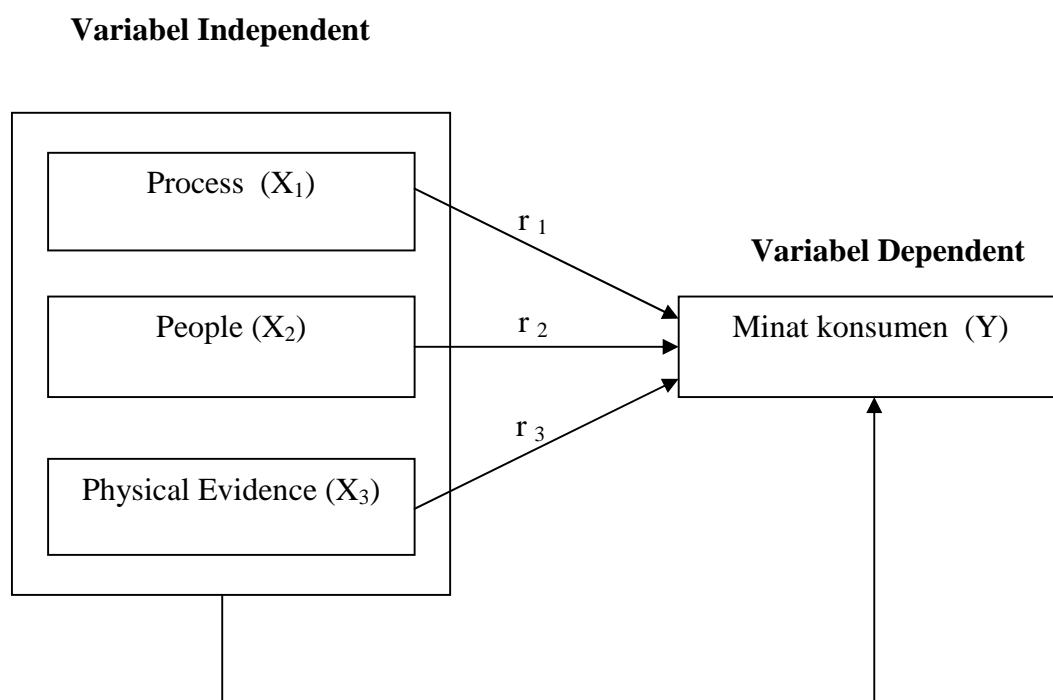 Variabel Independent
Process (X₁)
r ₁
Variabel Dependent
People (X₂)
r ₂
Minat konsumen (Y)
r ₃
Physical Evidence (X₃)